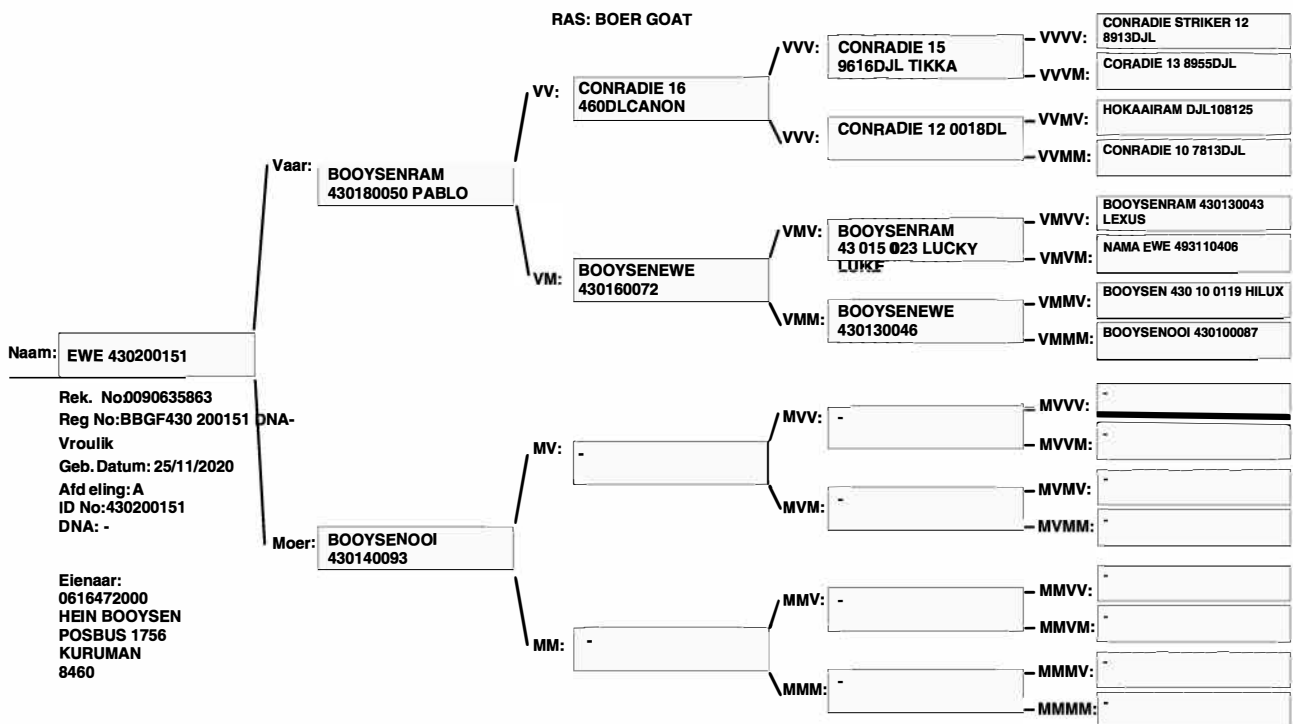 RAS: BOER GOAT
Naam: EWE 430200151
Rek. No:0090635863
Reg No:BBGF430 200151 DNA-
Vroulik
Geb. Datum: 25/11/2020
Afd eling: A
ID No:430200151
DNA: -
Eienaar:
0616472000
HEIN BOOYSEN
POSBUS 1756
KURUMAN
8460
Vaar: BOOYSENRAM
430180050 PABLO
Moer: BOOYSENOOI
430140093
VV: CONRADIE 16
460DLCANON
VM: BOOYSENEWE
430160072
MV: -
MM: -
VVV: CONRADIE 15
9616DJL TIKKA
VVV: CONRADIE 12 0018DL
VMV: BOOYSENRAM
43 015 023 LUCKY
LUIKE
VMM: BOOYSENEWE
430130046
MVV: -
MVM: -
MMV: -
MMM: -
VVVV: CONRADIE STRIKER 12
8913DJL
VVVM: CORADIE 13 8955DJL
VVMV: HOKAAIRAM DJL108125
VVMM: CONRADIE 10 7813DJL
VMVV: BOOYSENRAM 430130043
LEXUS
VMVM: NAMA EWE 493110406
VMMV: BOOYSEN 430 10 0119 HILUX
VMMM: BOOYSENOOI 430100087
MVVV: -
MVVM: -
MVMV: -
MVMM: -
MMVV: -
MMVM: -
MMMV: -
MMMM: -